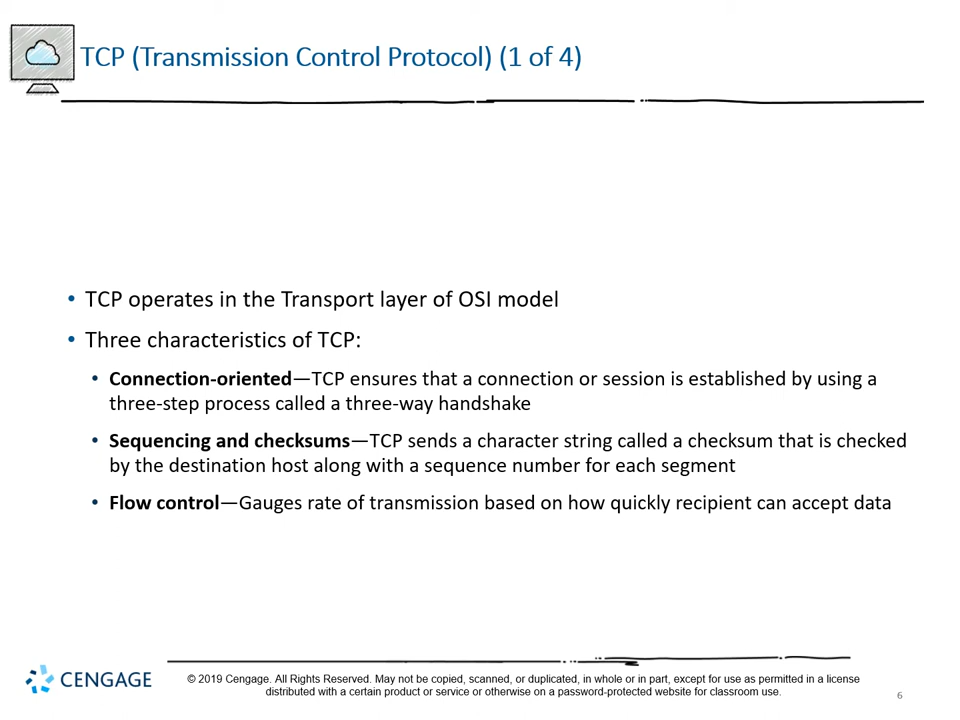 TCP (Transmission Control Protocol) (1 of 4)
• TCP operates in the Transport layer of OSI model
• Three characteristics of TCP:
• Connection-oriented—TCP ensures that a connection or session is established by using a
three-step process called a three-way handshake
• Sequencing and checksums—TCP sends a character string called a checksum that is checked
by the destination host along with a sequence number for each segment
• Flow control—Gauges rate of transmission based on how quickly recipient can accept data
CENGAGE
© 2019 Cengage. All Rights Reserved. May not be copied, scanned, or duplicated, in whole or in part, except for use as permitted in a license
distributed with a certain product or service or otherwise on a password-protected website for classroom use.
6